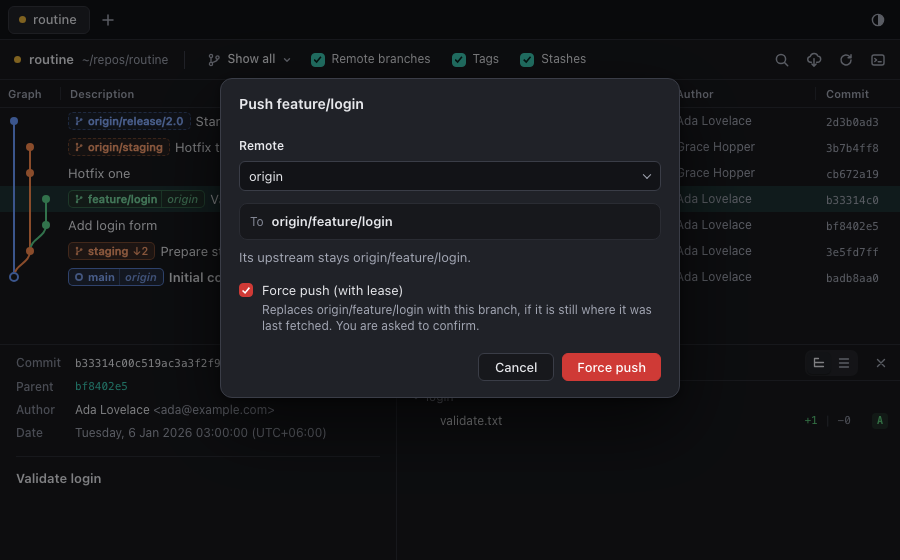 routine
routine ~/repos/routine Show all Remote branches Tags Stashes
Graph Description Author Commit
origin/release/2.0 Star Ada Lovelace 2d3b0ad3
origin/staging Hotfix t Grace Hopper 3b7b4ff8
Hotfix one Grace Hopper cb672a19
feature/login origin V Ada Lovelace b33314c0
Add login form Ada Lovelace bf8402e5
staging ↓2 Prepare st Ada Lovelace 3e5fd7ff
main origin Initial co Ada Lovelace badb8aa0
Push feature/login
Remote
origin
To origin/feature/login
Its upstream stays origin/feature/login.
Force push (with lease)
Replaces origin/feature/login with this branch, if it is still where it was
last fetched. You are asked to confirm.
Cancel Force push
Commit b33314c00c519ac3a3f2f9
Parent bf8402e5
Author Ada Lovelace <ada@example.com>
Date Tuesday, 6 Jan 2026 03:00:00 (UTC+06:00)
Validate login
login
validate.txt +1 −0 A